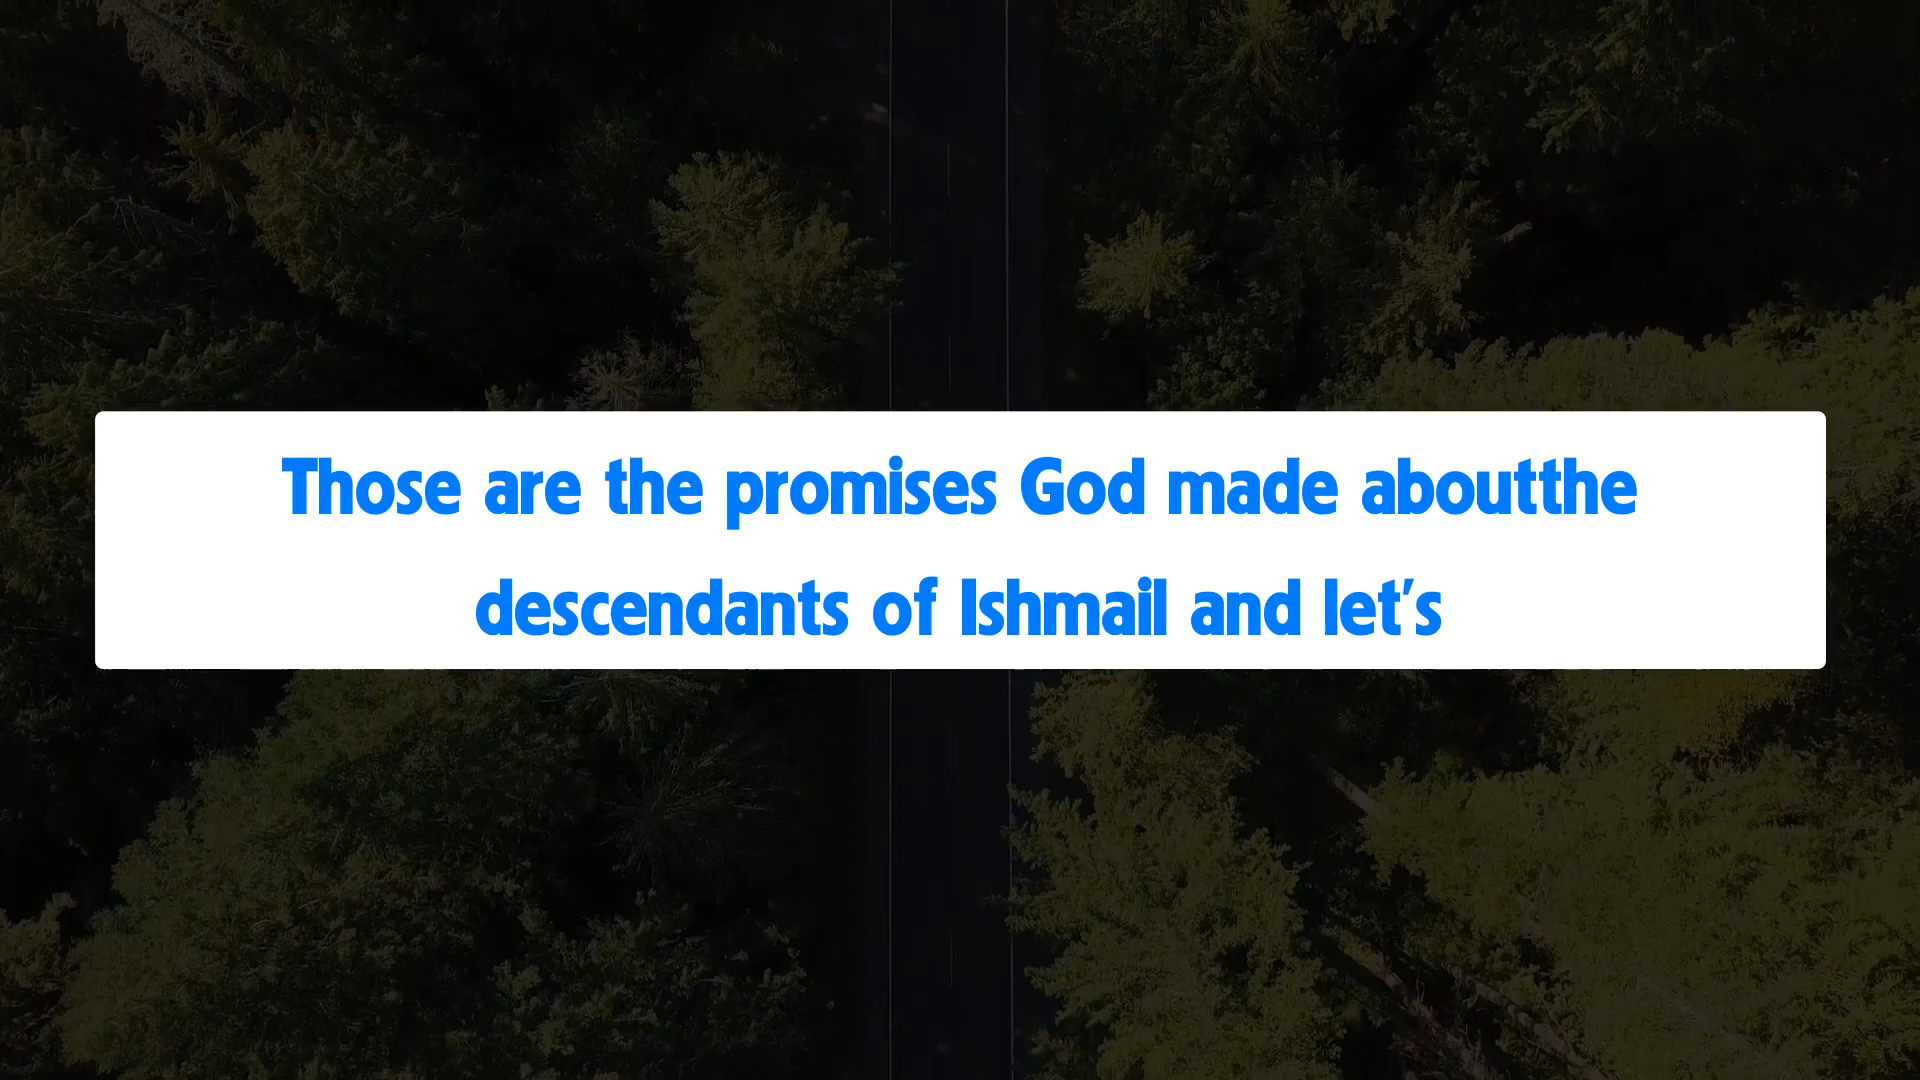 Those are the promises God made aboutthe
descendants of Ishmail and let's